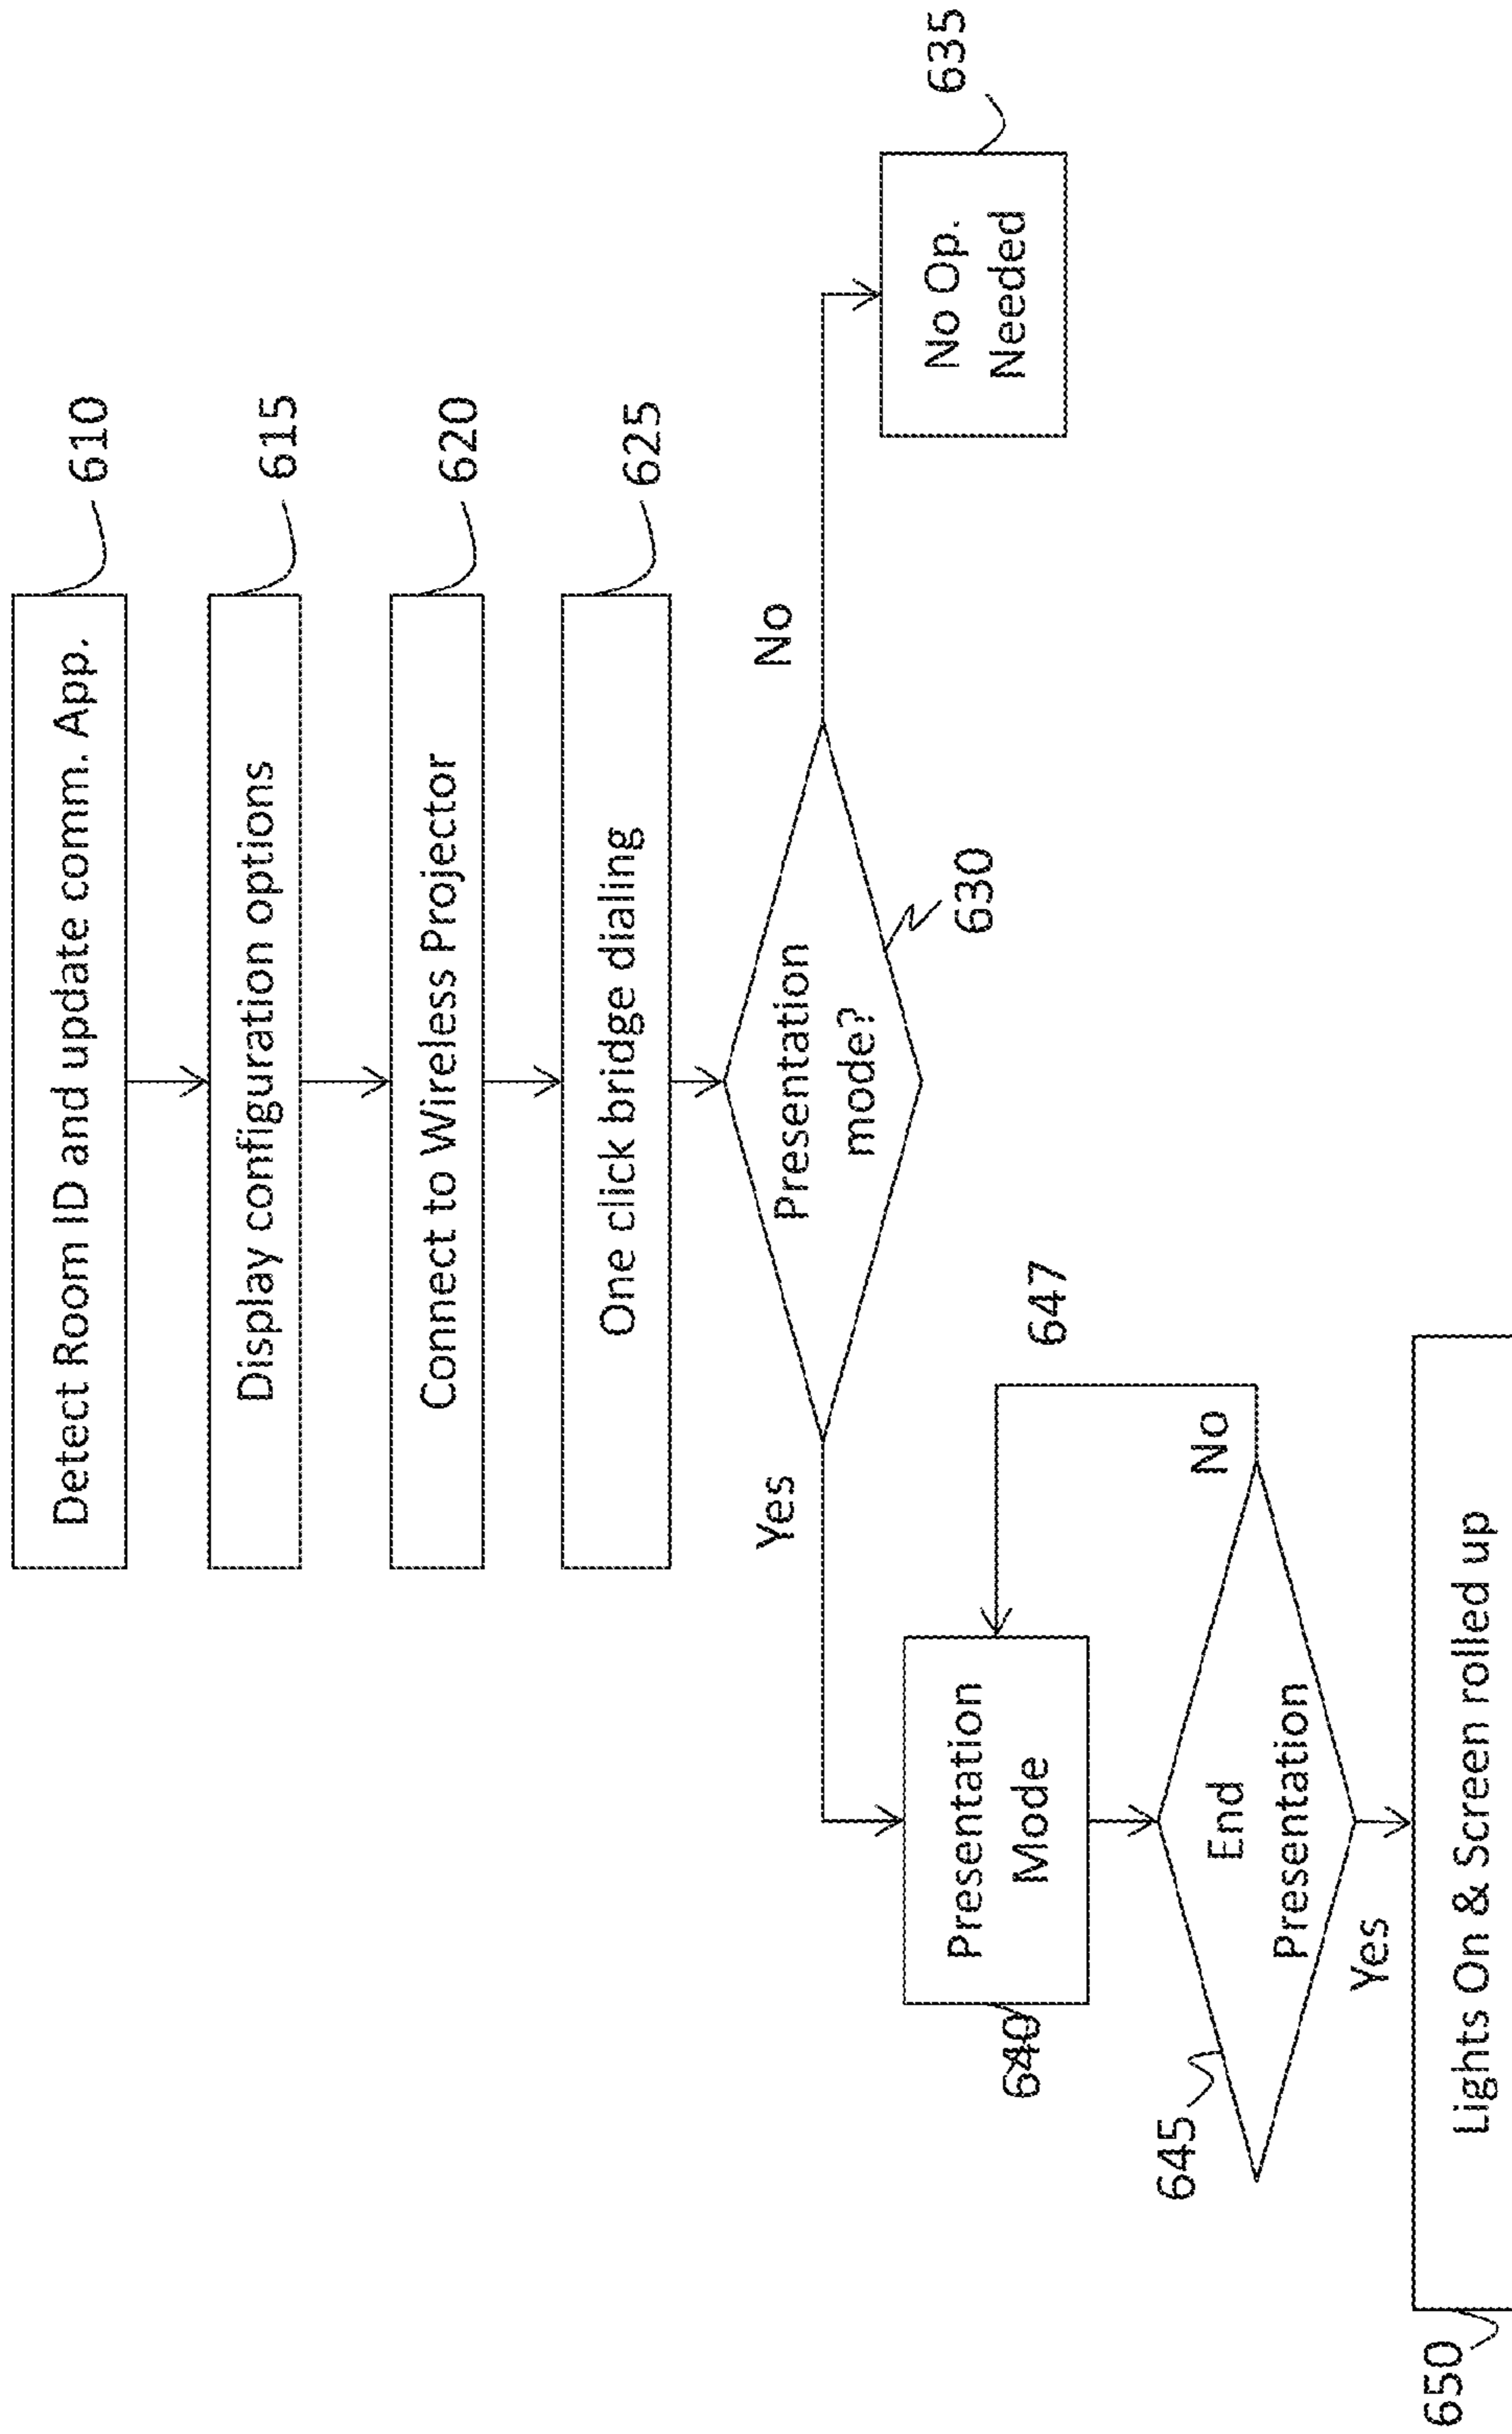 Detect Room ID and update comm. App.
610
Display configuration options
615
Connect to Wireless Projector
620
One click bridge dialing
625
Presentation
mode?
630
Yes
No
No Op.
Needed
635
Presentation
Mode
640
647
End
Presentation
645
No
Yes
Lights On & Screen rolled up
650